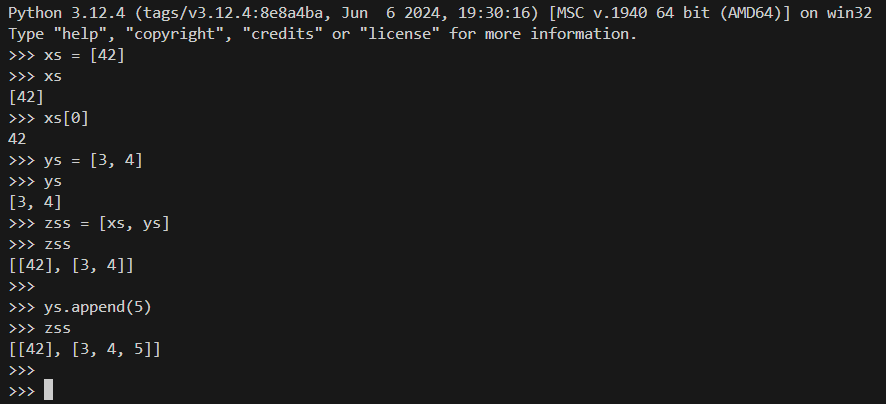 Python 3.12.4 (tags/v3.12.4:8e8a4ba, Jun  6 2024, 19:30:16) [MSC v.1940 64 bit (AMD64)] on win32
Type "help", "copyright", "credits" or "license" for more information.
>>> xs = [42]
>>> xs
[42]
>>> xs[0]
42
>>> ys = [3, 4]
>>> ys
[3, 4]
>>> zss = [xs, ys]
>>> zss
[[42], [3, 4]]
>>>
>>> ys.append(5)
>>> zss
[[42], [3, 4, 5]]
>>>
>>>